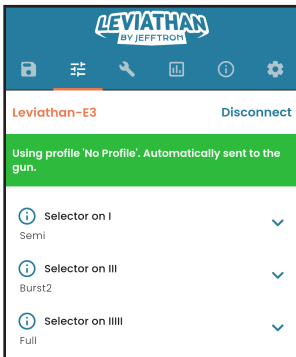 LEVIATHAN
BY JEFFTRON
Leviathan-E3 Disconnect
Using profile 'No Profile'. Automatically sent to the
gun.
Selector on I
Semi
Selector on III
Burst2
Selector on IIIII
Full